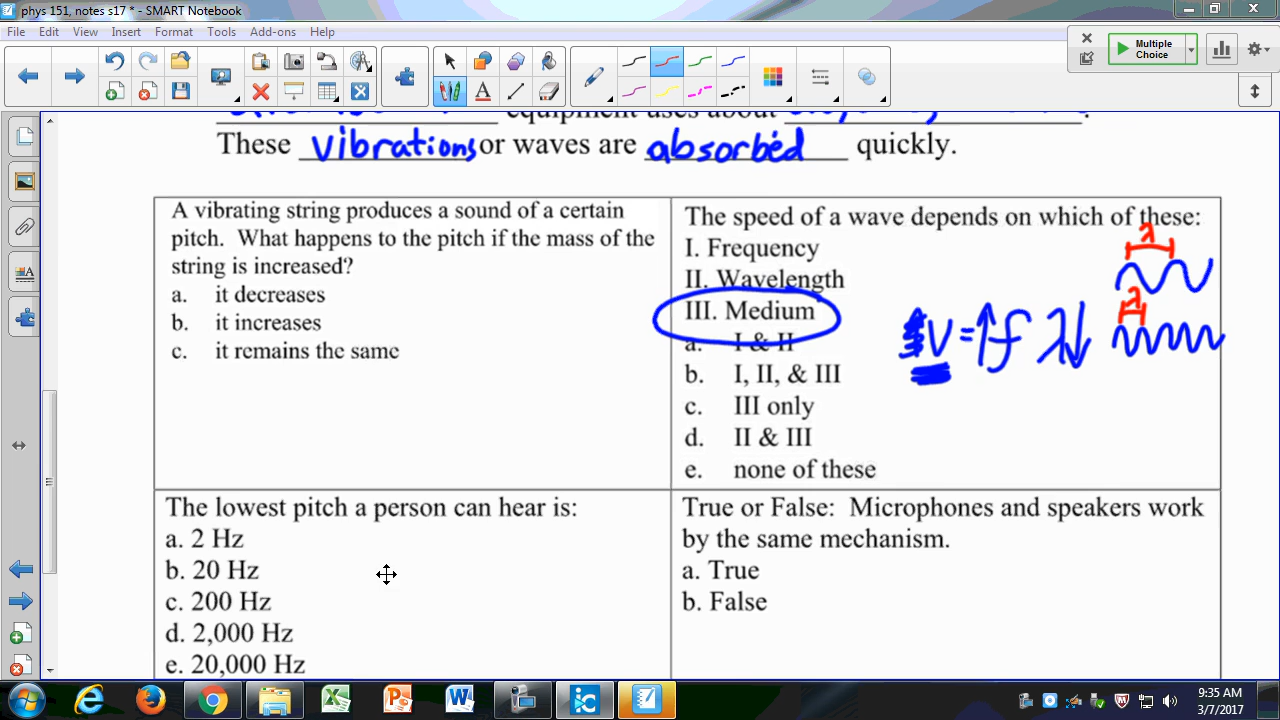 phys 151, notes s17 * - SMART Notebook
File Edit View Insert Format Tools Add-ons Help
Multiple
Choice
equipment uses about
These vibrations or waves are absorbed quickly.
A vibrating string produces a sound of a certain
pitch. What happens to the pitch if the mass of the
string is increased?
a. it decreases
b. it increases
c. it remains the same
The speed of a wave depends on which of these:
I. Frequency
II. Wavelength
III. Medium
a. I & II
b. I, II, & III
c. III only
d. II & III
e. none of these
λ
λ
V=↑f λ↓
The lowest pitch a person can hear is:
a. 2 Hz
b. 20 Hz
c. 200 Hz
d. 2,000 Hz
e. 20,000 Hz
True or False: Microphones and speakers work
by the same mechanism.
a. True
b. False
9:35 AM
3/7/2017